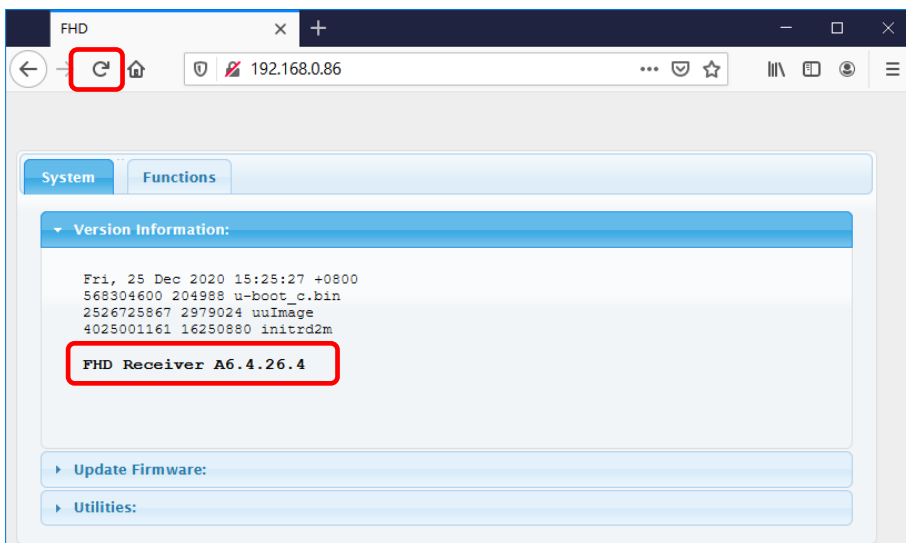 FHD
192.168.0.86
System
Functions
Version Information:
Fri, 25 Dec 2020 15:25:27 +0800
568304600 204988 u-boot_c.bin
2526725867 2979024 uuImage
4025001161 16250880 initrd2m
FHD Receiver A6.4.26.4
Update Firmware:
Utilities: